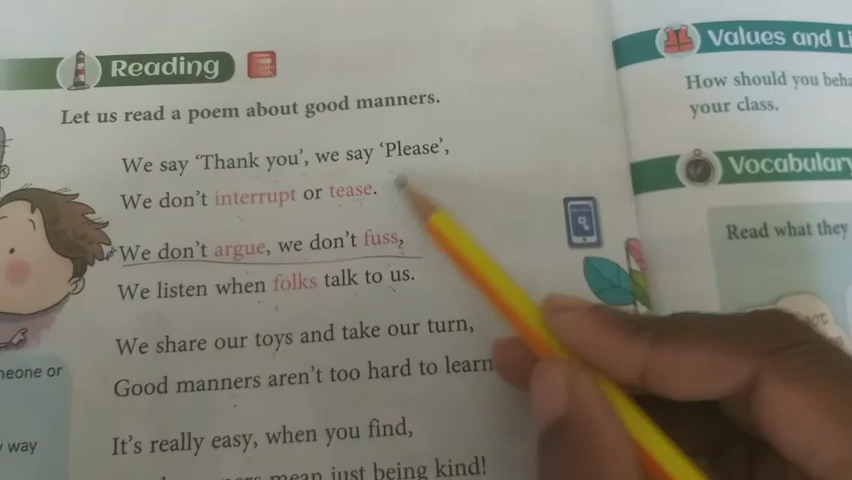 Reading
Let us read a poem about good manners.
We say 'Thank you', we say 'Please',
We don't interrupt or tease.
We don't argue, we don't fuss,
We listen when folks talk to us.
We share our toys and take our turn,
Good manners aren't too hard to learn
It's really easy, when you find,
mean just being kind!
or
way
Values and
How should you
your class.
Vocabulary
Read what they